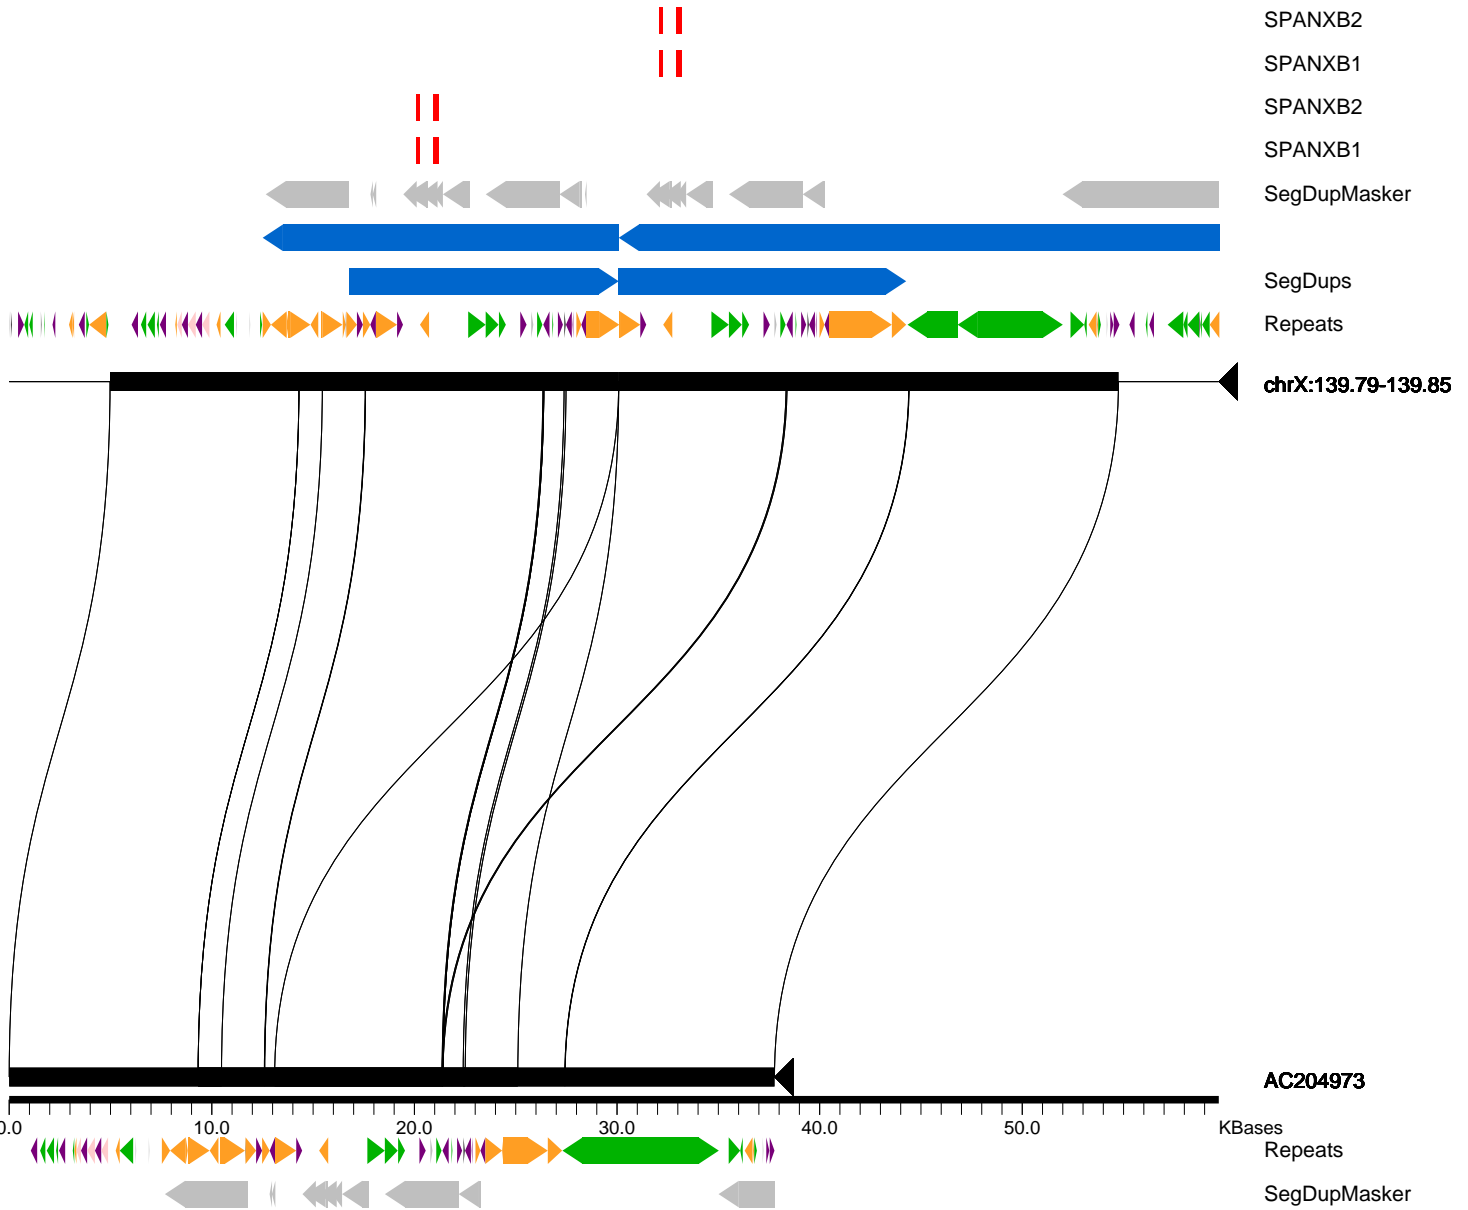 SPANXB2
SPANXB1
SPANXB2
SPANXB1
SegDupMasker
SegDups
Repeats
chrX:139.79-139.85
AC204973
0.0 10.0 20.0 30.0 40.0 50.0 KBases
Repeats
SegDupMasker